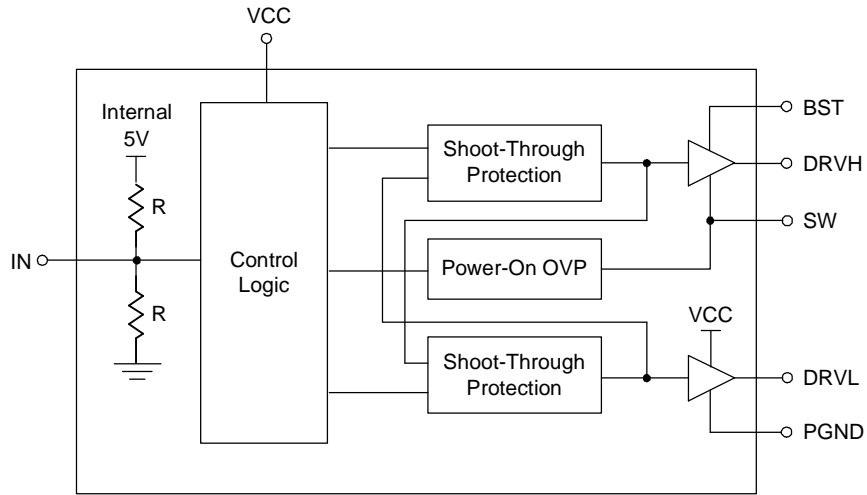 VCC
Internal
5V
R
IN
R
Control
Logic
Shoot-Through
Protection
Power-On OVP
Shoot-Through
Protection
VCC
BST
DRVH
SW
DRVL
PGND